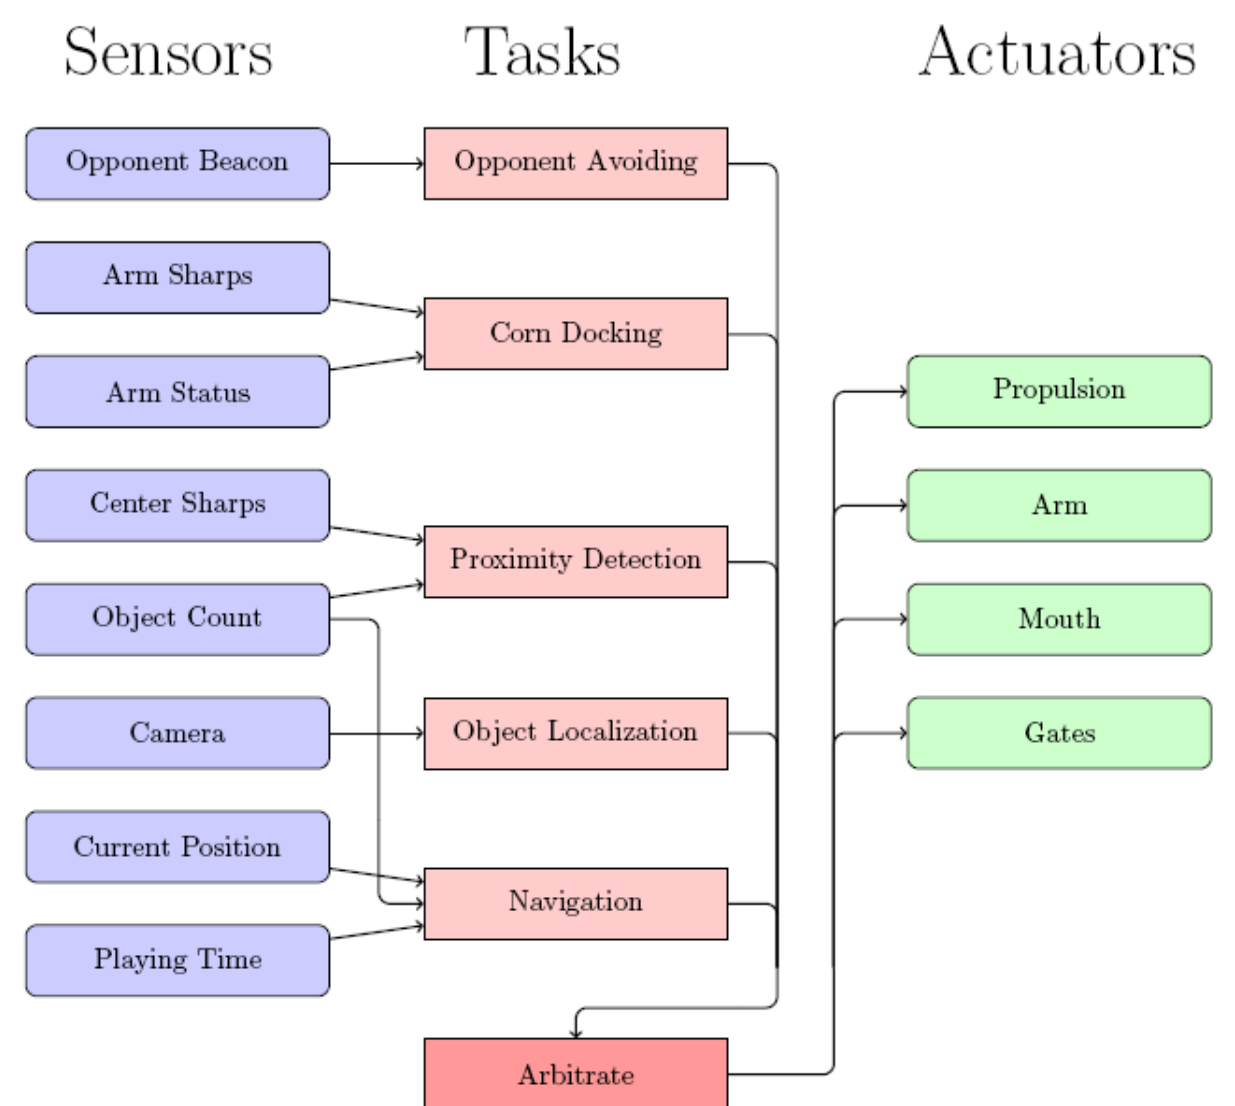 Sensors
Tasks
Actuators
Opponent Beacon
Opponent Avoiding
Arm Sharps
Corn Docking
Arm Status
Propulsion
Center Sharps
Arm
Proximity Detection
Object Count
Mouth
Camera
Object Localization
Gates
Current Position
Navigation
Playing Time
Arbitrate